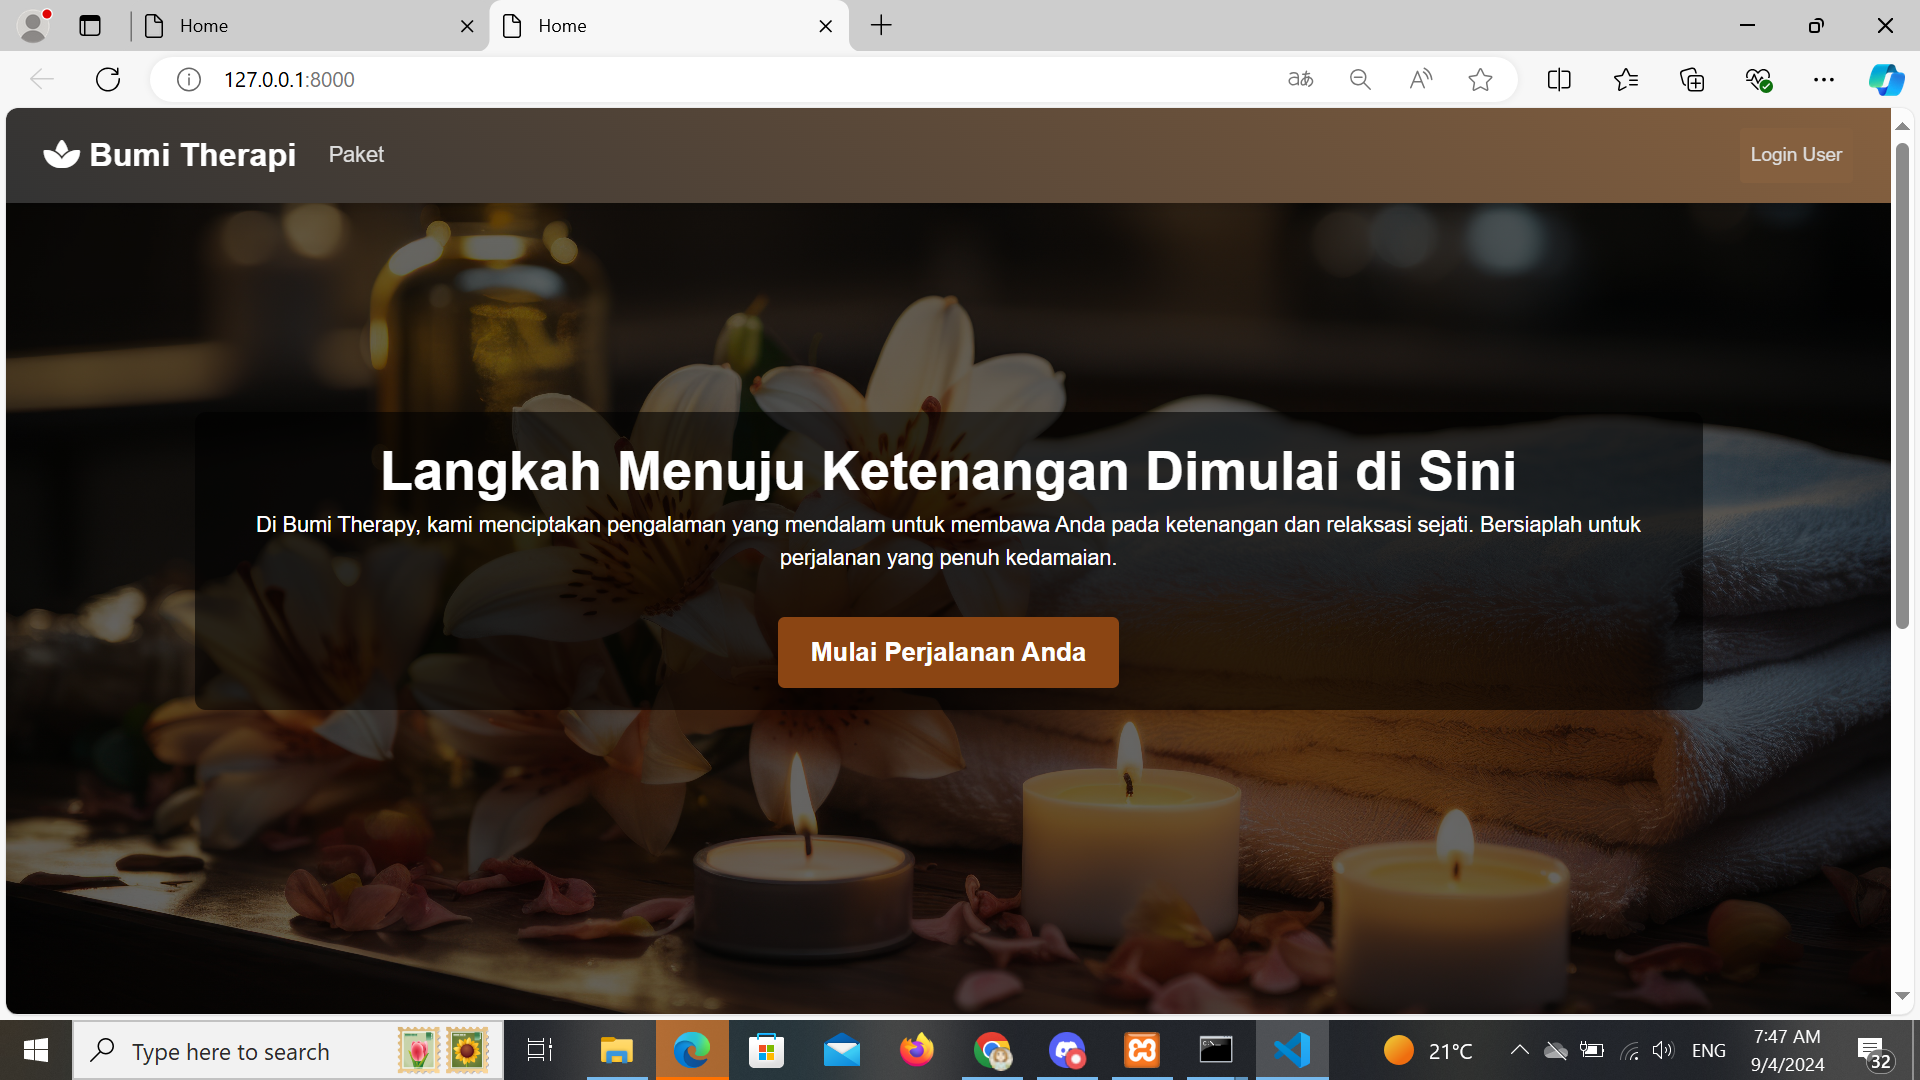 Home
Home
127.0.0.1:8000
Bumi Therapi
Paket
Login User
Langkah Menuju Ketenangan Dimulai di Sini
Di Bumi Therapy, kami menciptakan pengalaman yang mendalam untuk membawa Anda pada ketenangan dan relaksasi sejati. Bersiaplah untuk
perjalanan yang penuh kedamaian.
Mulai Perjalanan Anda
Type here to search
21°C
ENG
7:47 AM
9/4/2024
32